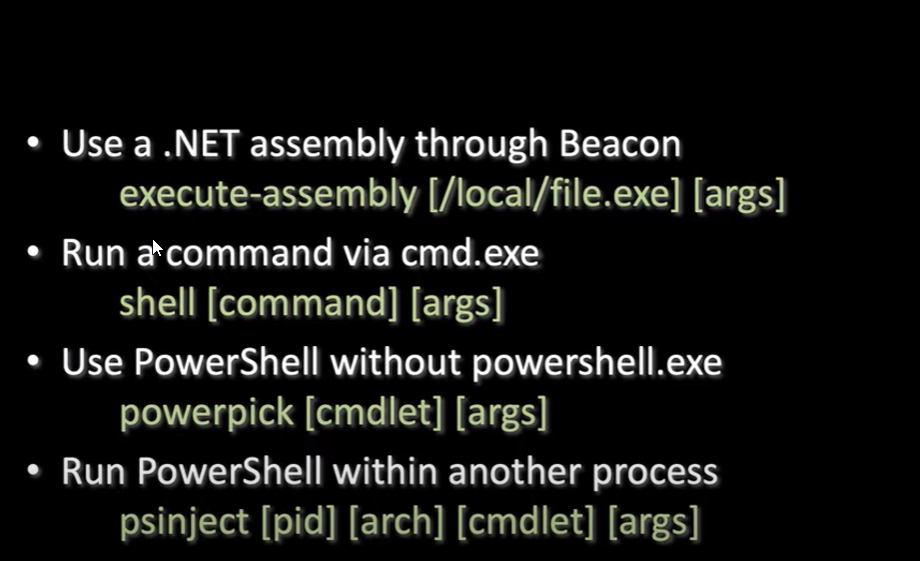 • Use a .NET assembly through Beacon
execute-assembly [/local/file.exe] [args]
• Run a command via cmd.exe
shell [command] [args]
• Use PowerShell without powershell.exe
powerpick [cmdlet] [args]
• Run PowerShell within another process
psinject [pid] [arch] [cmdlet] [args]